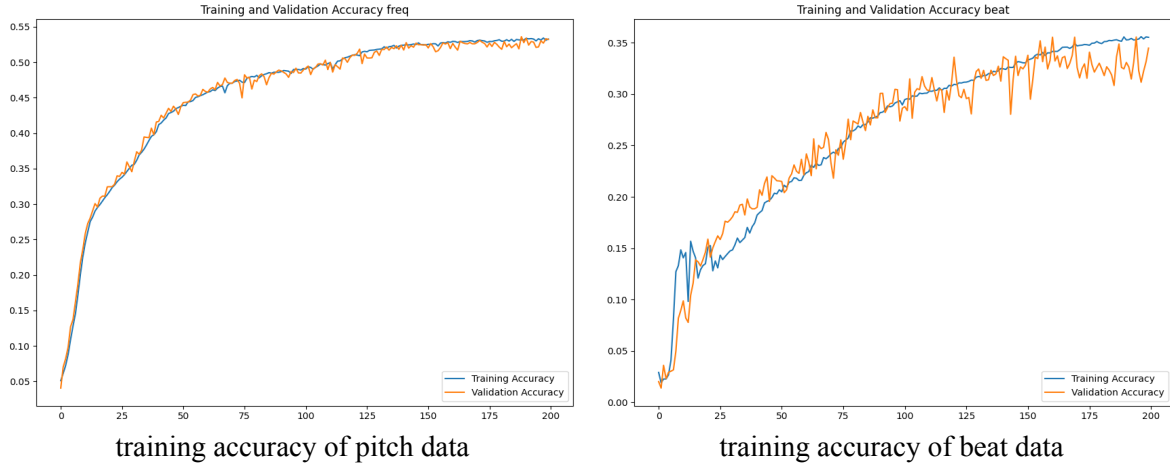 Training and Validation Accuracy freq
0.55
0.50
0.45
0.40
0.35
0.30
0.25
0.20
0.15
0.10
0.05
Training Accuracy
Validation Accuracy
0 25 50 75 100 125 150 175 200
training accuracy of pitch data
Training and Validation Accuracy beat
0.35
0.30
0.25
0.20
0.15
0.10
0.05
0.00
Training Accuracy
Validation Accuracy
0 25 50 75 100 125 150 175 200
training accuracy of beat data